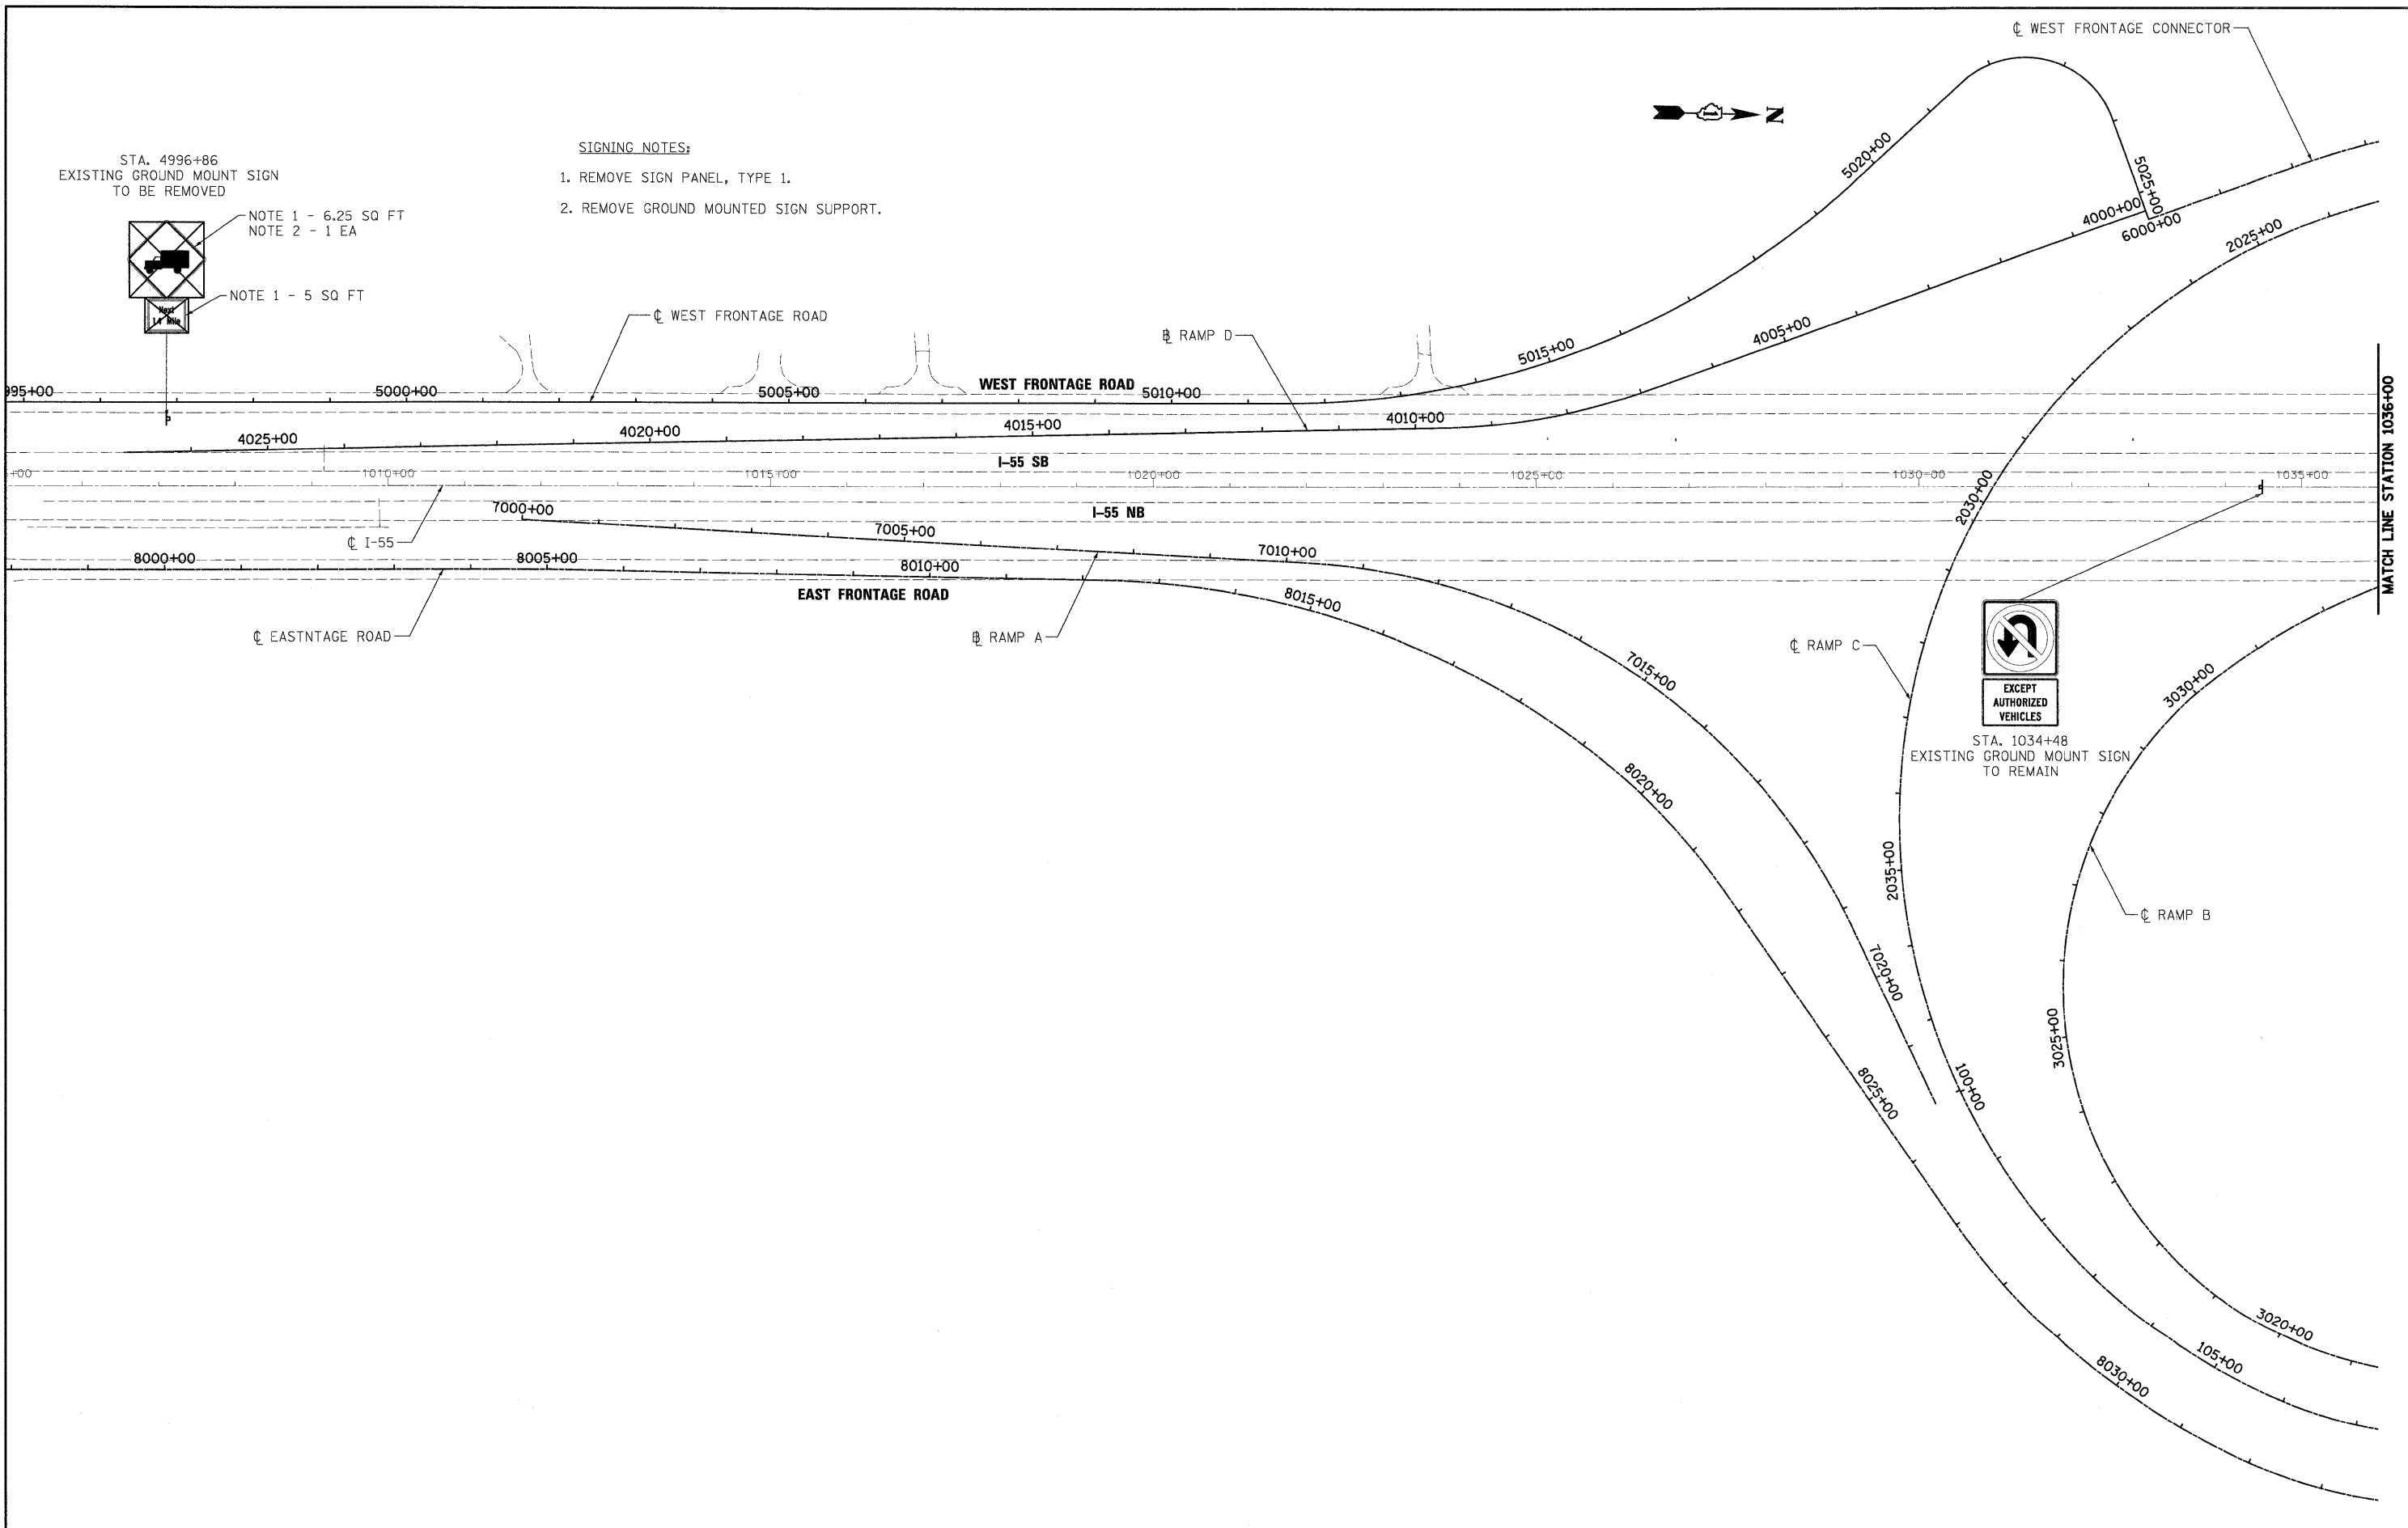 ℄ WEST FRONTAGE CONNECTOR
N
1
STA. 4996+86
EXISTING GROUND MOUNT SIGN
TO BE REMOVED
NOTE 1 - 6.25 SQ FT
NOTE 2 - 1 EA
Next
1.4 Mile
NOTE 1 - 5 SQ FT
SIGNING NOTES:
1. REMOVE SIGN PANEL, TYPE 1.
2. REMOVE GROUND MOUNTED SIGN SUPPORT.
5020+00
5025+00
4000+00
6000+00
2025+00
℄ WEST FRONTAGE ROAD
B RAMP D
5015+00
4005+00
WEST FRONTAGE ROAD
995+00
5000+00
5005+00
5010+00
4025+00
4020+00
4015+00
4010+00
I-55 SB
+00
1010+00
1015+00
1020+00
1025+00
1030+00
1035+00
2030+00
MATCH LINE STATION 1036+00
7000+00
I-55 NB
℄ I-55
7005+00
7010+00
8000+00
8005+00
8010+00
EAST FRONTAGE ROAD
8015+00
℄ EASTNTAGE ROAD
B RAMP A
℄ RAMP C
7015+00
EXCEPT
AUTHORIZED
VEHICLES
STA. 1034+48
EXISTING GROUND MOUNT SIGN
TO REMAIN
3030+00
8020+00
2035+00
℄ RAMP B
7020+00
3025+00
8025+00
100+00
3020+00
105+00
8030+00